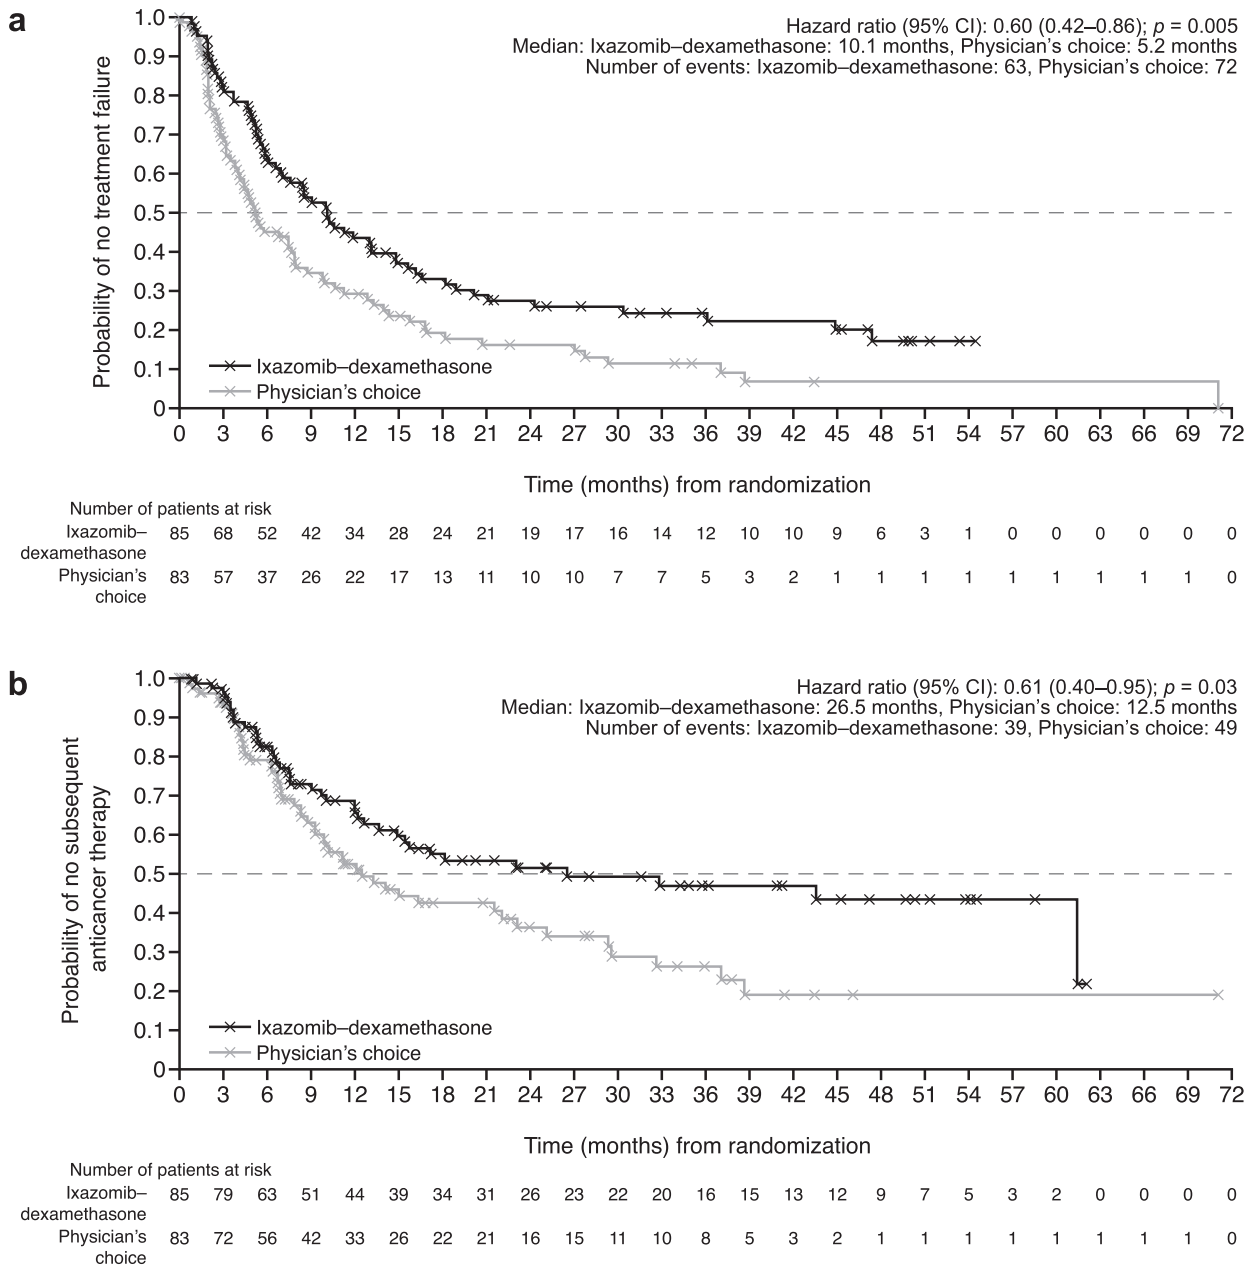 a
Hazard ratio (95% CI): 0.60 (0.42–0.86); p = 0.005
Median: Ixazomib–dexamethasone: 10.1 months, Physician’s choice: 5.2 months
Number of events: Ixazomib–dexamethasone: 63, Physician’s choice: 72
Probability of no treatment failure
1.0
0.9
0.8
0.7
0.6
0.5
0.4
0.3
0.2
0.1
0
Ixazomib–dexamethasone
Physician’s choice
0 3 6 9 12 15 18 21 24 27 30 33 36 39 42 45 48 51 54 57 60 63 66 69 72
Time (months) from randomization
Number of patients at risk
Ixazomib–
dexamethasone
85 68 52 42 34 28 24 21 19 17 16 14 12 10 10 9 6 3 1 0 0 0 0 0 0
Physician’s
choice
83 57 37 26 22 17 13 11 10 10 7 7 5 3 2 1 1 1 1 1 1 1 1 1 0
b
Hazard ratio (95% CI): 0.61 (0.40–0.95); p = 0.03
Median: Ixazomib–dexamethasone: 26.5 months, Physician’s choice: 12.5 months
Number of events: Ixazomib–dexamethasone: 39, Physician’s choice: 49
Probability of no subsequent
anticancer therapy
1.0
0.9
0.8
0.7
0.6
0.5
0.4
0.3
0.2
0.1
0
Ixazomib–dexamethasone
Physician’s choice
0 3 6 9 12 15 18 21 24 27 30 33 36 39 42 45 48 51 54 57 60 63 66 69 72
Time (months) from randomization
Number of patients at risk
Ixazomib–
dexamethasone
85 79 63 51 44 39 34 31 26 23 22 20 16 15 13 12 9 7 5 3 2 0 0 0 0
Physician’s
choice
83 72 56 42 33 26 22 21 16 15 11 10 8 5 3 2 1 1 1 1 1 1 1 1 0